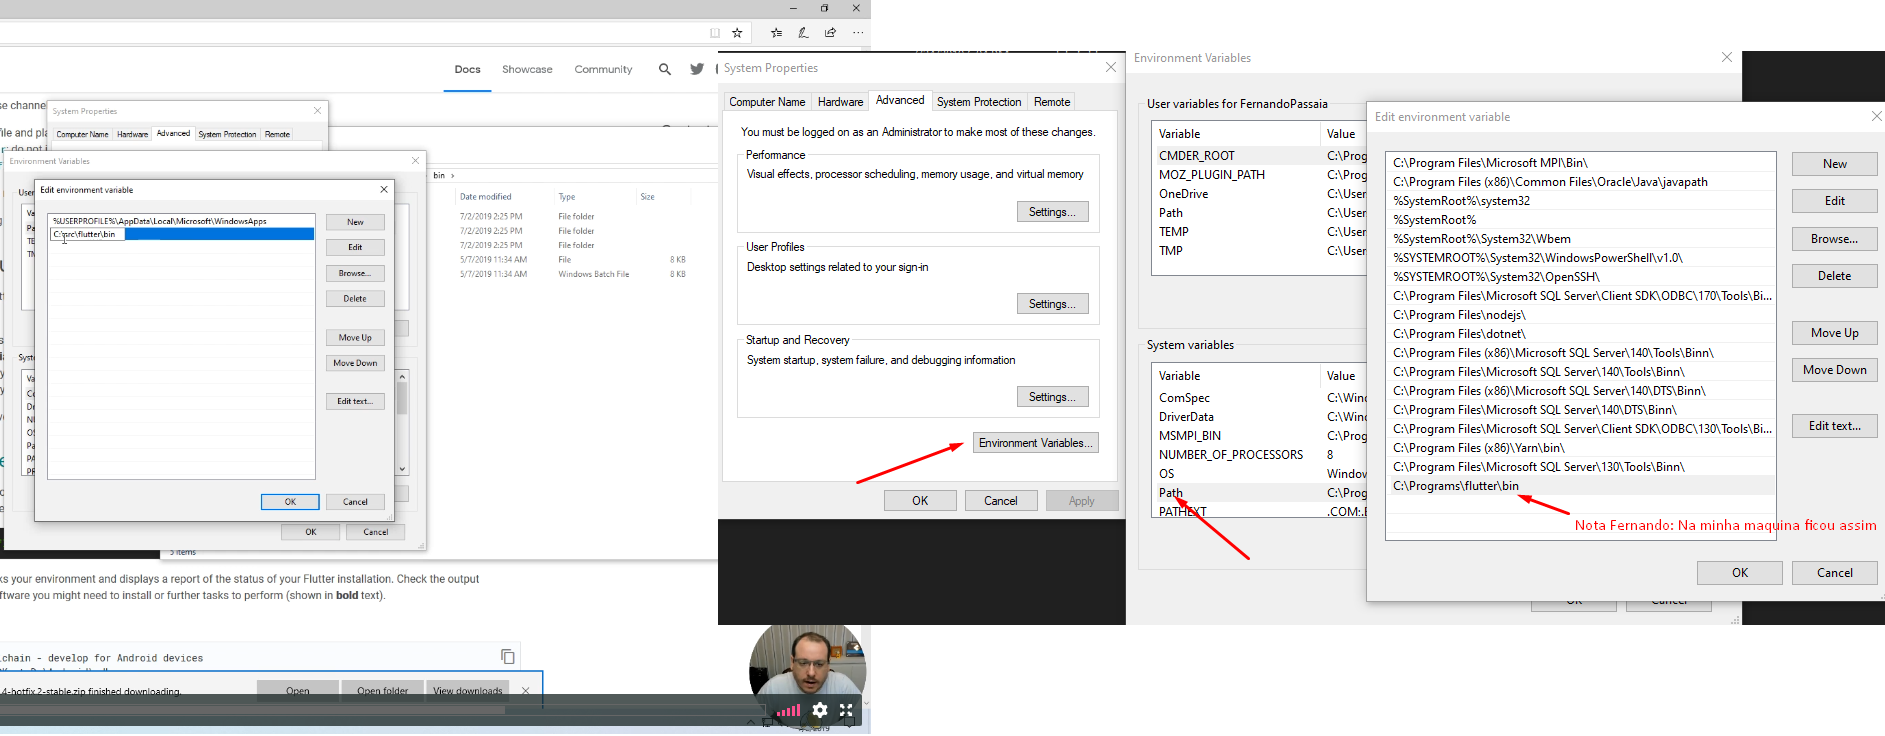 Docs
Showcase
Community
se channe
System Properties
Computer Name
Hardware
Advanced
System Protection
Remote
file and pla
do not i
Environment Variables
Edit environment variable
%USERPROFILE%\AppData\Local\Microsoft\WindowsApps
C:\src\flutter\bin
New
Edit
Browse...
Delete
Move Up
Move Down
Edit text...
OK
Cancel
OK
Cancel
bin >
Date modified
Type
Size
7/2/2019 2:25 PM
File folder
7/2/2019 2:25 PM
File folder
7/2/2019 2:25 PM
File folder
5/7/2019 11:34 AM
File
8 KB
5/7/2019 11:34 AM
Windows Batch File
8 KB
5 items
ks your environment and displays a report of the status of your Flutter installation. Check the output
ftware you might need to install or further tasks to perform (shown in bold text).
chain - develop for Android devices
.4-hotfix.2-stable.zip finished downloading.
Open
Open folder
View downloads
System Properties
Computer Name
Hardware
Advanced
System Protection
Remote
You must be logged on as an Administrator to make most of these changes.
Performance
Visual effects, processor scheduling, memory usage, and virtual memory
Settings...
User Profiles
Desktop settings related to your sign-in
Settings...
Startup and Recovery
System startup, system failure, and debugging information
Settings...
Environment Variables...
OK
Cancel
Apply
Environment Variables
User variables for FernandoPassaia
Variable
Value
CMDER_ROOT
C:\Prog
MOZ_PLUGIN_PATH
C:\Prog
OneDrive
C:\User
Path
C:\User
TEMP
C:\User
TMP
C:\User
System variables
Variable
Value
ComSpec
C:\Wind
DriverData
C:\Wind
MSMPI_BIN
C:\Prog
NUMBER_OF_PROCESSORS
8
OS
Window
Path
C:\Prog
PATHEXT
.COM;.E
OK
Cancel
Edit environment variable
C:\Program Files\Microsoft MPI\Bin\
C:\Program Files (x86)\Common Files\Oracle\Java\javapath
%SystemRoot%\system32
%SystemRoot%
%SystemRoot%\System32\Wbem
%SYSTEMROOT%\System32\WindowsPowerShell\v1.0\
%SYSTEMROOT%\System32\OpenSSH\
C:\Program Files\Microsoft SQL Server\Client SDK\ODBC\170\Tools\Bi...
C:\Program Files\nodejs\
C:\Program Files\dotnet\
C:\Program Files (x86)\Microsoft SQL Server\140\Tools\Binn\
C:\Program Files\Microsoft SQL Server\140\Tools\Binn\
C:\Program Files (x86)\Microsoft SQL Server\140\DTS\Binn\
C:\Program Files\Microsoft SQL Server\140\DTS\Binn\
C:\Program Files\Microsoft SQL Server\Client SDK\ODBC\130\Tools\Bi...
C:\Program Files (x86)\Yarn\bin\
C:\Program Files\Microsoft SQL Server\130\Tools\Binn\
C:\Programs\flutter\bin
Nota Fernando: Na minha maquina ficou assim
New
Edit
Browse...
Delete
Move Up
Move Down
Edit text...
OK
Cancel